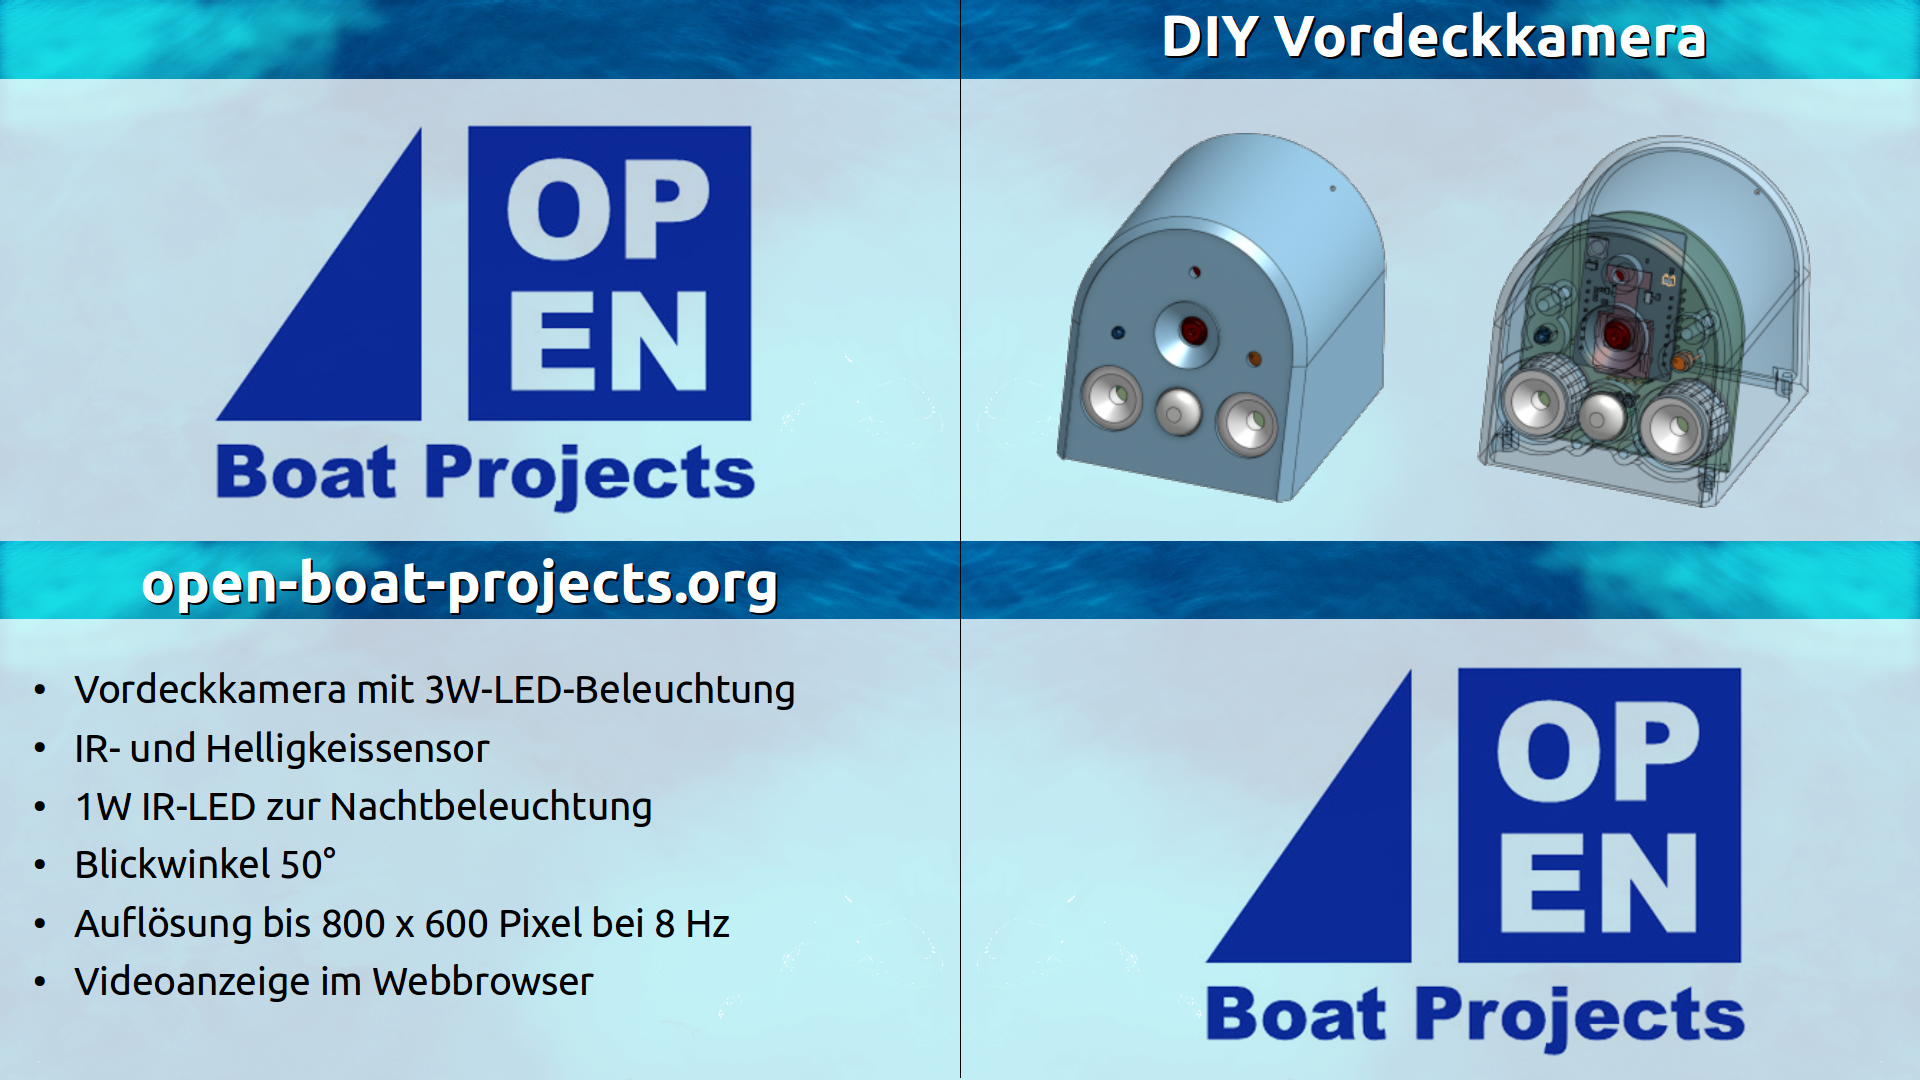 OP
EN
Boat Projects
DIY Vordeckkamera
open-boat-projects.org
• Vordeckkamera mit 3W-LED-Beleuchtung
• IR- und Helligkeissensor
• 1W IR-LED zur Nachtbeleuchtung
• Blickwinkel 50°
• Auflösung bis 800 x 600 Pixel bei 8 Hz
• Videoanzeige im Webbrowser
OP
EN
Boat Projects